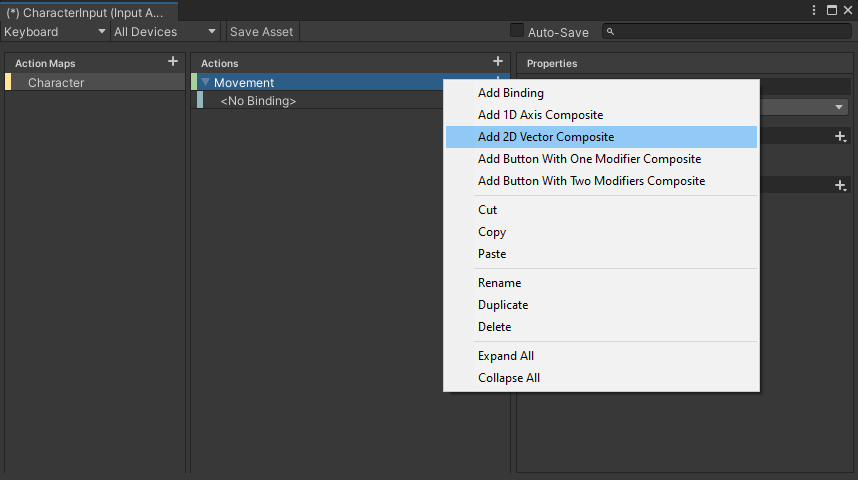 (*) CharacterInput (Input A...
Keyboard
All Devices
Save Asset
Auto-Save
Action Maps
Actions
Properties
Character
Movement
<No Binding>
Add Binding
Add 1D Axis Composite
Add 2D Vector Composite
Add Button With One Modifier Composite
Add Button With Two Modifiers Composite
Cut
Copy
Paste
Rename
Duplicate
Delete
Expand All
Collapse All